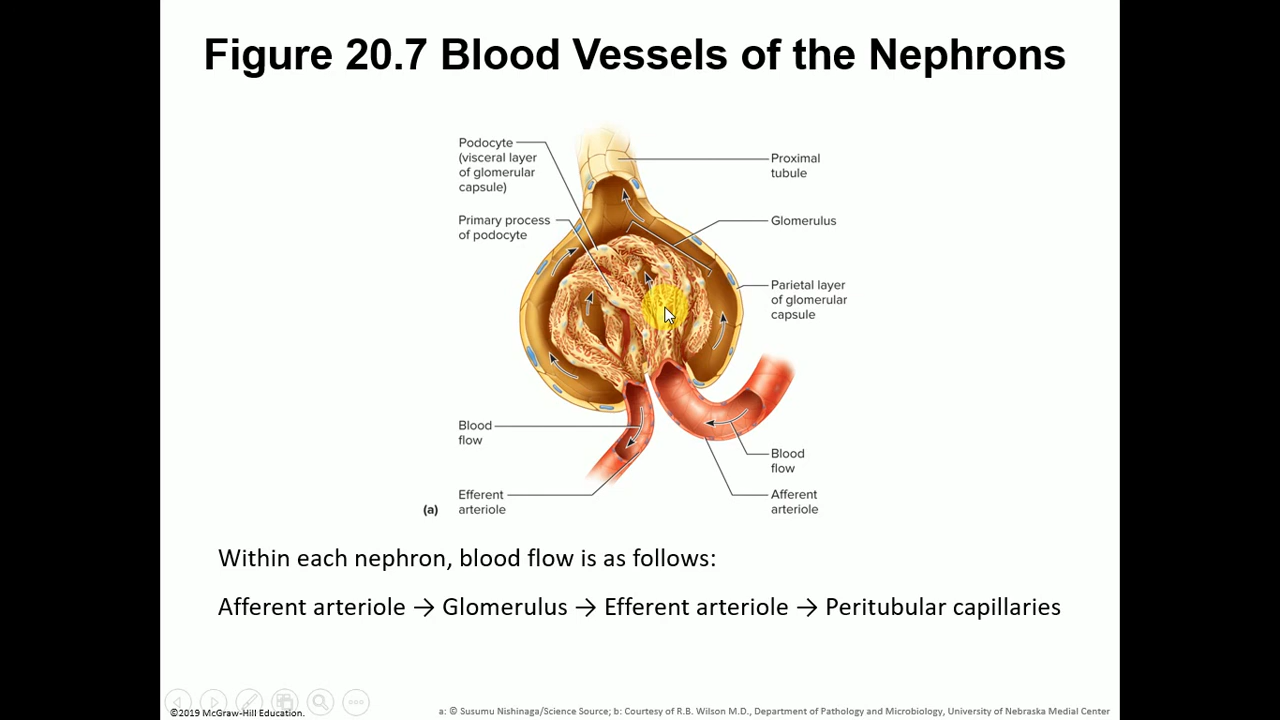 Figure 20.7 Blood Vessels of the Nephrons
Podocyte
(visceral layer
of glomerular
capsule)
Primary process
of podocyte
Proximal
tubule
Glomerulus
Parietal layer
of glomerular
capsule
Blood
flow
Efferent
arteriole
Blood
flow
Afferent
arteriole
(a)
Within each nephron, blood flow is as follows:
Afferent arteriole → Glomerulus → Efferent arteriole → Peritubular capillaries
©2019 McGraw-Hill Education.
a: © Susumu Nishinaga/Science Source; b: Courtesy of R.B. Wilson M.D., Department of Pathology and Microbiology, University of Nebraska Medical Center